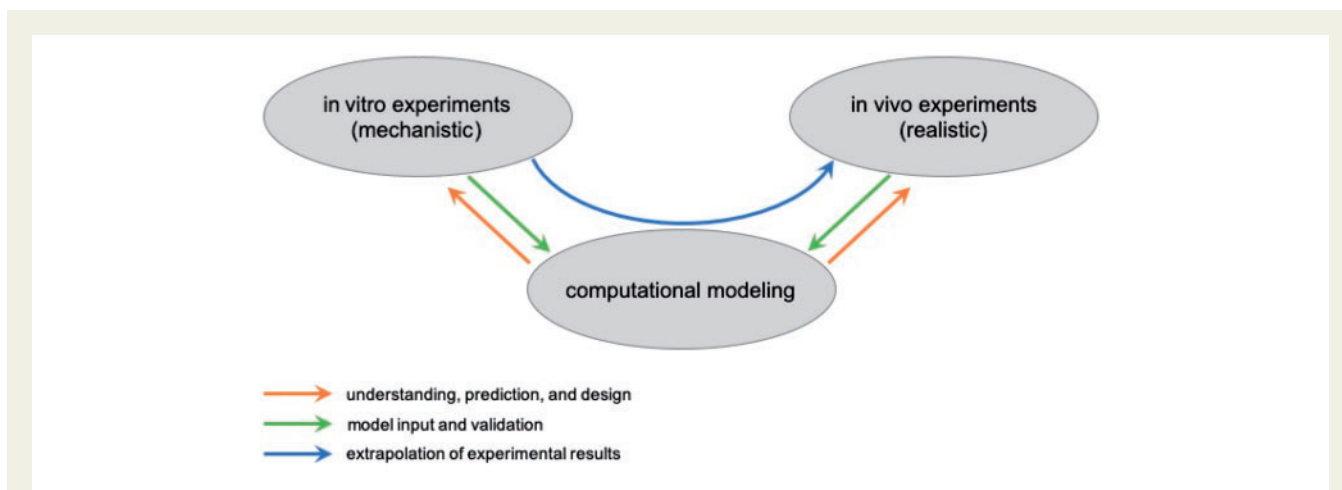 in vitro experiments
(mechanistic)
in vivo experiments
(realistic)
computational modeling
understanding, prediction, and design
model input and validation
extrapolation of experimental results